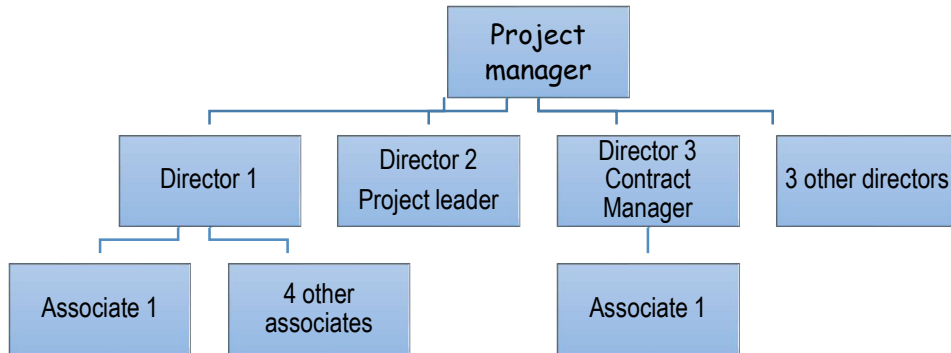 Project
manager
Director 1
Director 2
Project leader
Director 3
Contract
Manager
3 other directors
Associate 1
4 other
associates
Associate 1